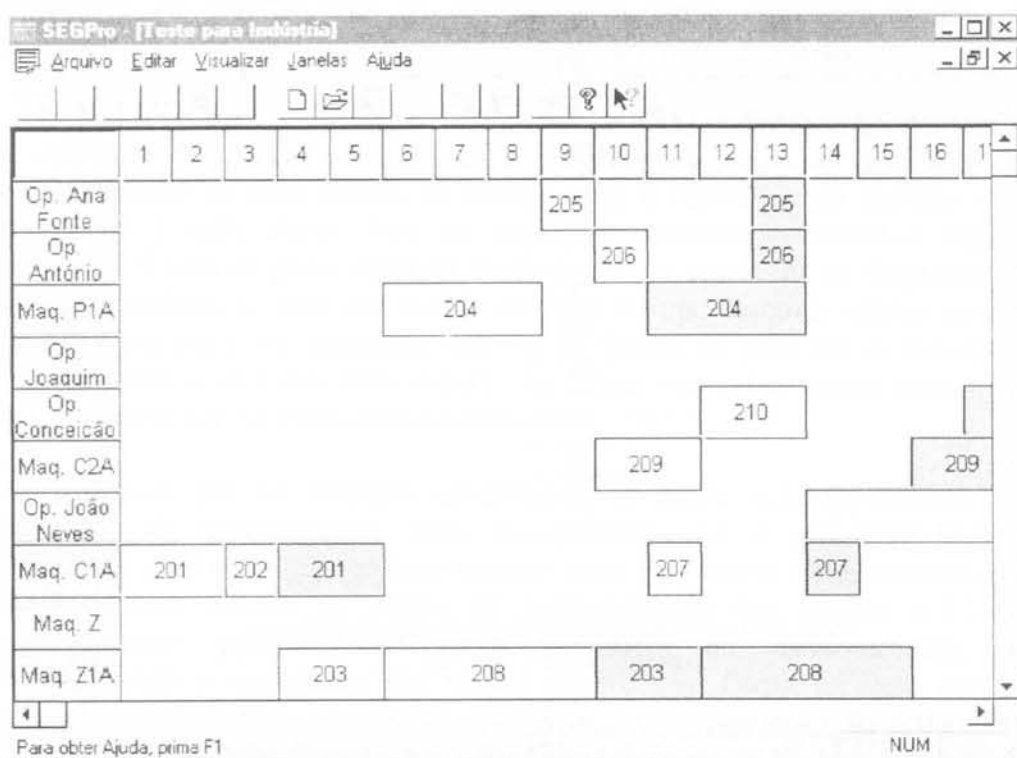 SEGPro - [Teste para Indústria]
Arquivo Editar Visualizar Janelas Ajuda
1 2 3 4 5 6 7 8 9 10 11 12 13 14 15 16 1
Op. Ana Fonte 205 205
Op. António 206 206
Maq. P1A 204 204
Op. Joaquim
Op. Conceicão 210
Maq. C2A 209 209
Op. João Neves
Maq. C1A 201 202 201 207 207
Maq. Z
Maq. Z1A 203 208 203 208
Para obter Ajuda, prima F1 NUM